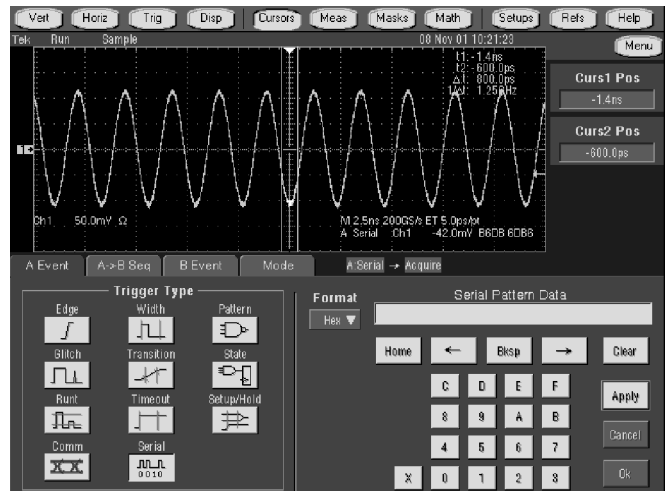 Vert Horiz Trig Disp Cursors Meas Masks Math Setups Refs Help
Tek Run Sample 08 Nov 01 10:21:23
Menu
t1: -1.4ns
t2: -600.0ps
Δt: 800.0ps
1/Δt: 1.25GHz
Curs1 Pos
-1.4ns
Curs2 Pos
-600.0ps
1
Ch1 50.0mV Ω
M 2.5ns 200GS/s ET 5.0ps/pt
A Serial Ch1 -42.0mV B6DB 6DB6
A Event A->B Seq B Event Mode A:Serial → Acquire
Trigger Type
Edge Width Pattern
Glitch Transition State
Runt Timeout Setup/Hold
Comm Serial
0010
Format
Hex
Serial Pattern Data
Home ← Bksp → Clear
C D E F
Apply
8 9 A B
4 5 6 7
Cancel
X 0 1 2 3
Ok